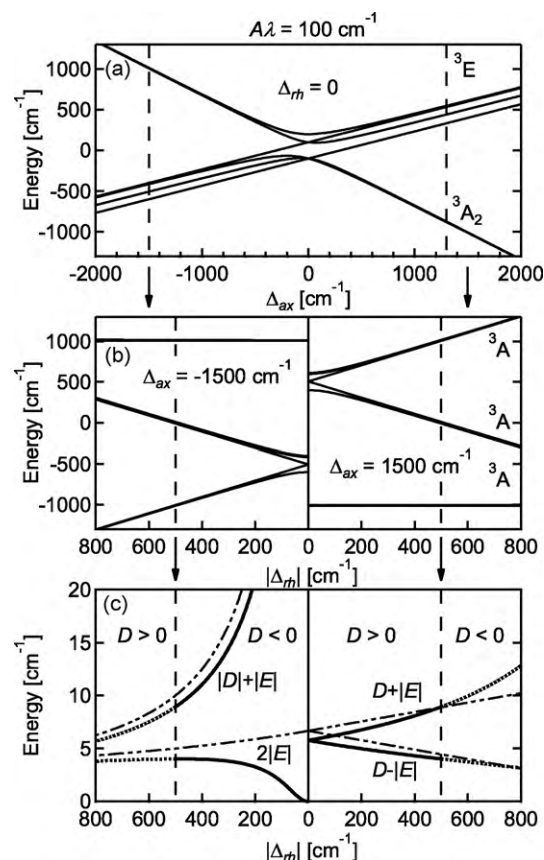 Aλ = 100 cm⁻¹
(a)
³E
Δrh = 0
³A₂
Energy [cm⁻¹]
1000
500
0
-500
-1000
-2000
-1000
0
1000
2000
Δax [cm⁻¹]
(b)
Δax = -1500 cm⁻¹
³A
³A
Δax = 1500 cm⁻¹
³A
Energy [cm⁻¹]
1000
500
0
-500
-1000
800
600
400
200
0
200
400
600
800
|Δrh| [cm⁻¹]
(c)
D > 0
D < 0
D > 0
D < 0
|D|+|E|
D+|E|
2|E|
D-|E|
Energy [cm⁻¹]
20
15
10
5
0
800
600
400
200
0
200
400
600
800
|Δrh| [cm⁻¹]